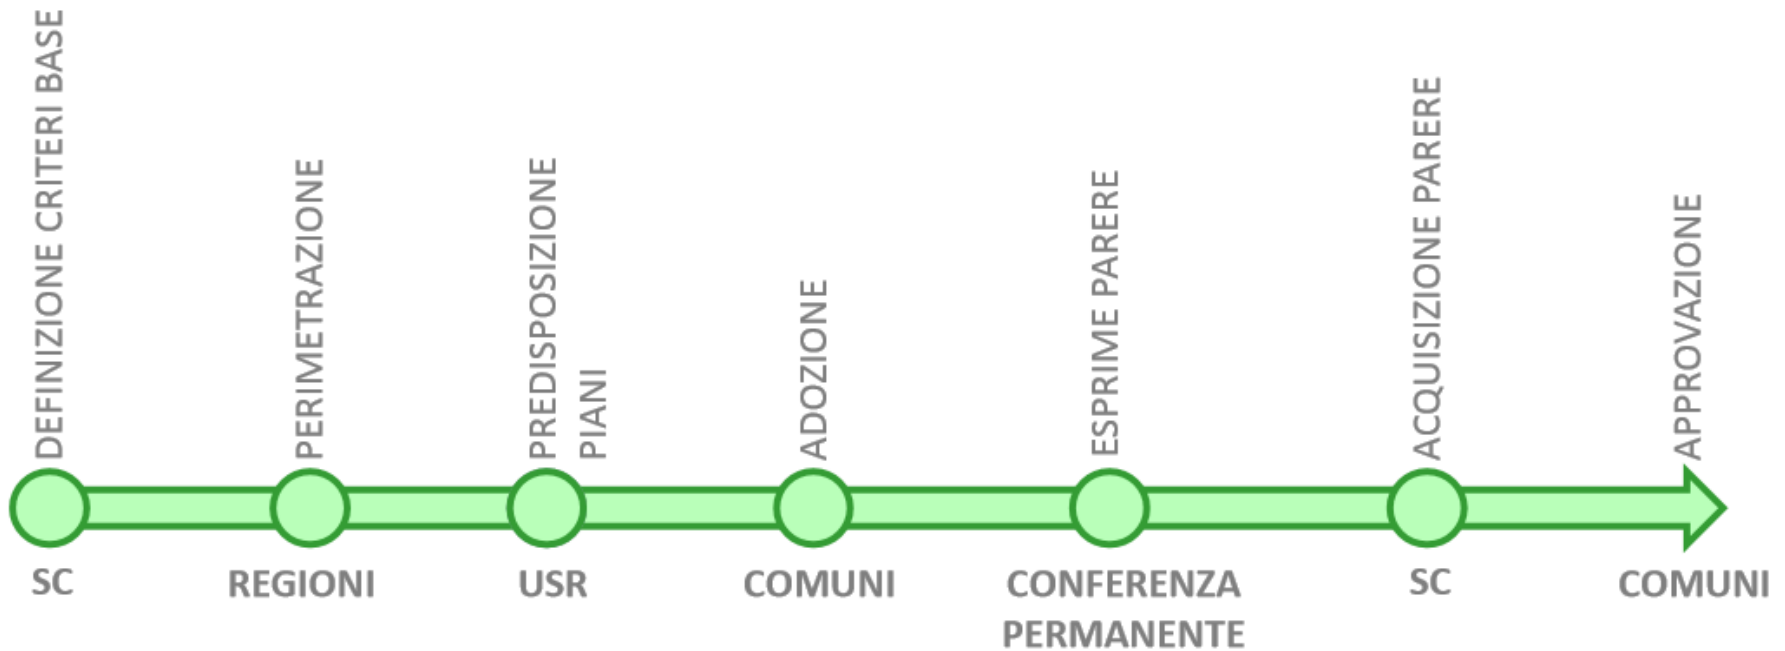 DEFINIZIONE CRITERI BASE
PERIMETRAZIONE
PREDISPOSIZIONE
PIANI
ADOZIONE
ESPRIME PARERE
ACQUISIZIONE PARERE
APPROVAZIONE
SC
REGIONI
USR
COMUNI
CONFERENZA
PERMANENTE
SC
COMUNI